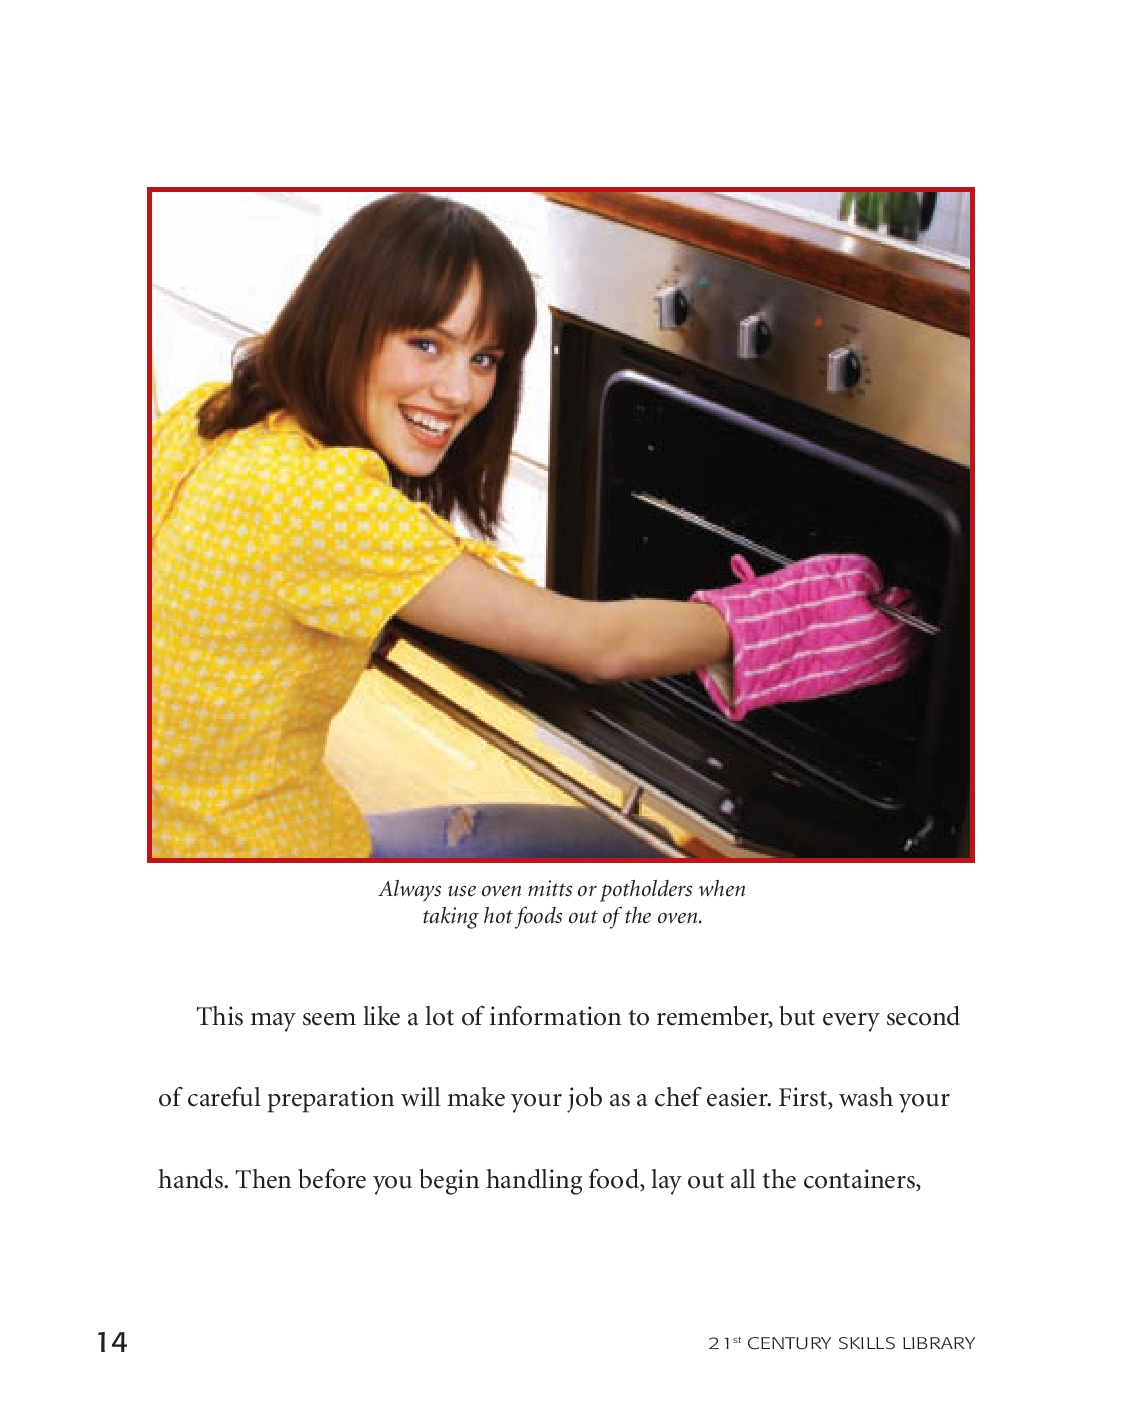 Always use oven mitts or potholders when
taking hot foods out of the oven.
This may seem like a lot of information to remember, but every second
of careful preparation will make your job as a chef easier. First, wash your
hands. Then before you begin handling food, lay out all the containers,
14
21st CENTURY SKILLS LIBRARY